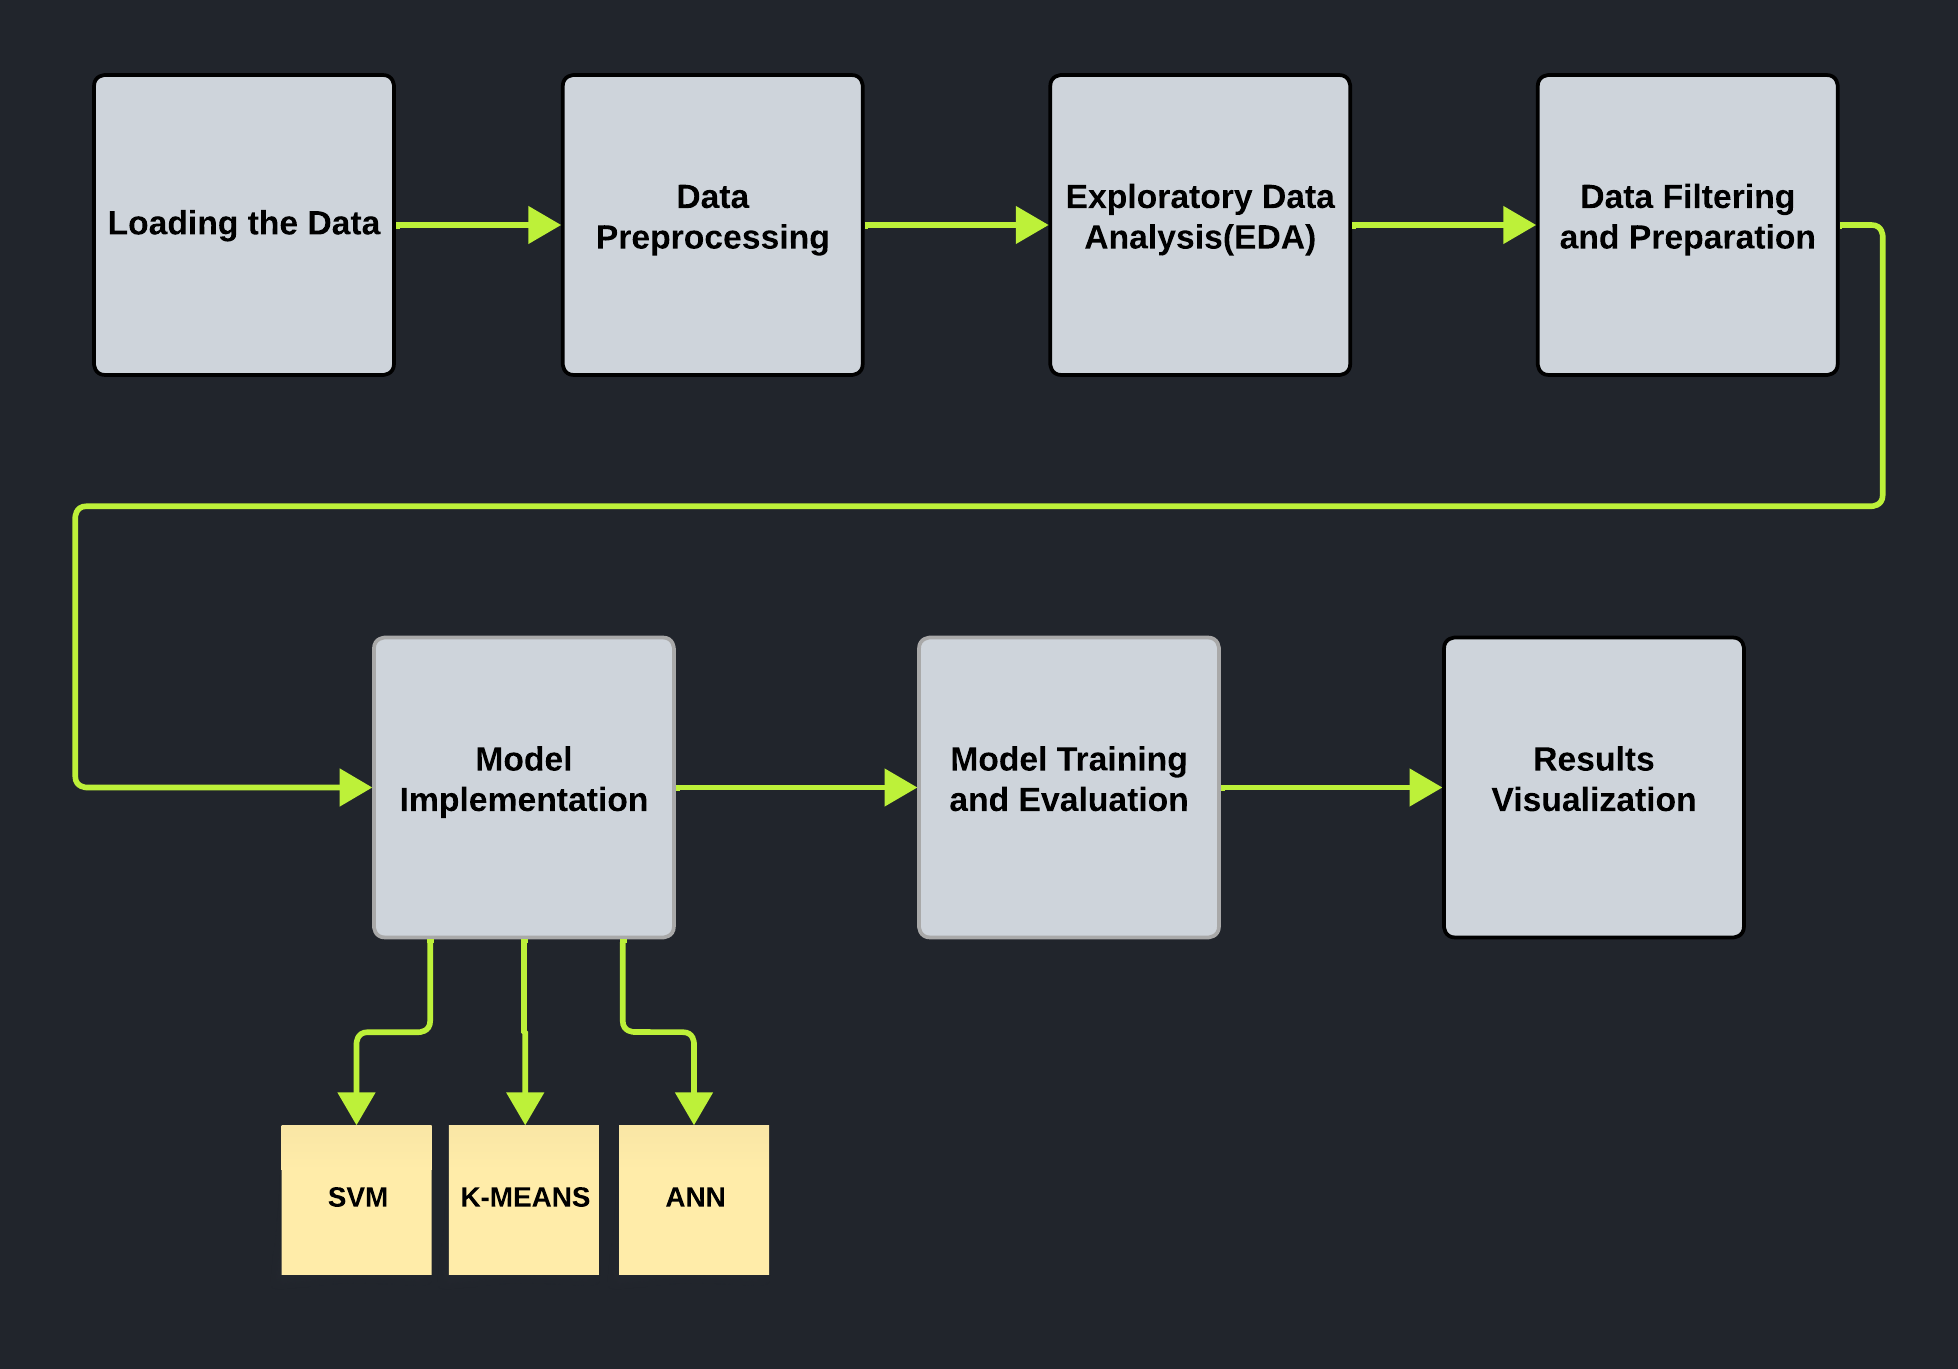 Loading the Data
Data
Preprocessing
Exploratory Data
Analysis(EDA)
Data Filtering
and Preparation
Model
Implementation
Model Training
and Evaluation
Results
Visualization
SVM
K-MEANS
ANN